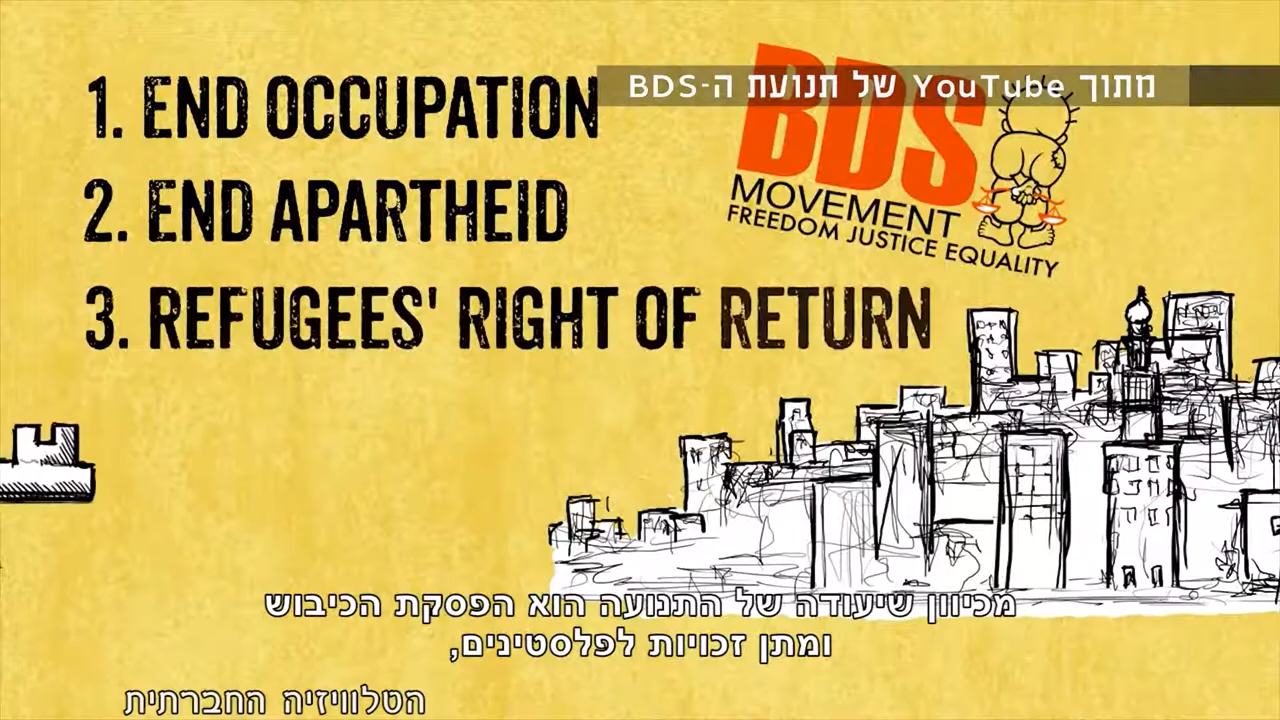 מתוך YouTube של תנועת ה-BDS
1. END OCCUPATION
2. END APARTHEID
3. REFUGEES' RIGHT OF RETURN
BDS
MOVEMENT
FREEDOM JUSTICE EQUALITY
מכיוון שיעודה של התנועה הוא הפסקת הכיבוש
ומתן זכויות לפלסטינים,
הטלוויזיה החברתית